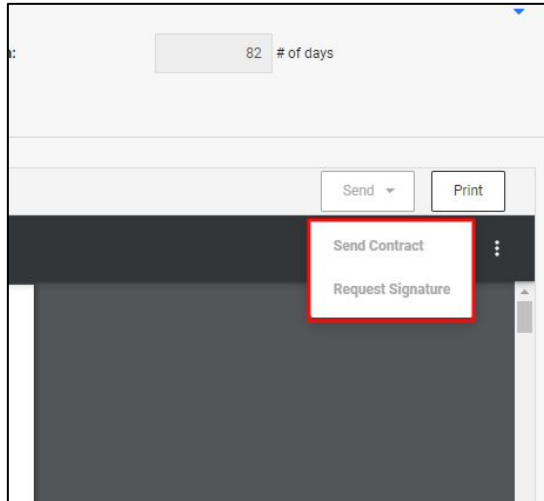 n:
82 # of days
Send Print
Send Contract
Request Signature